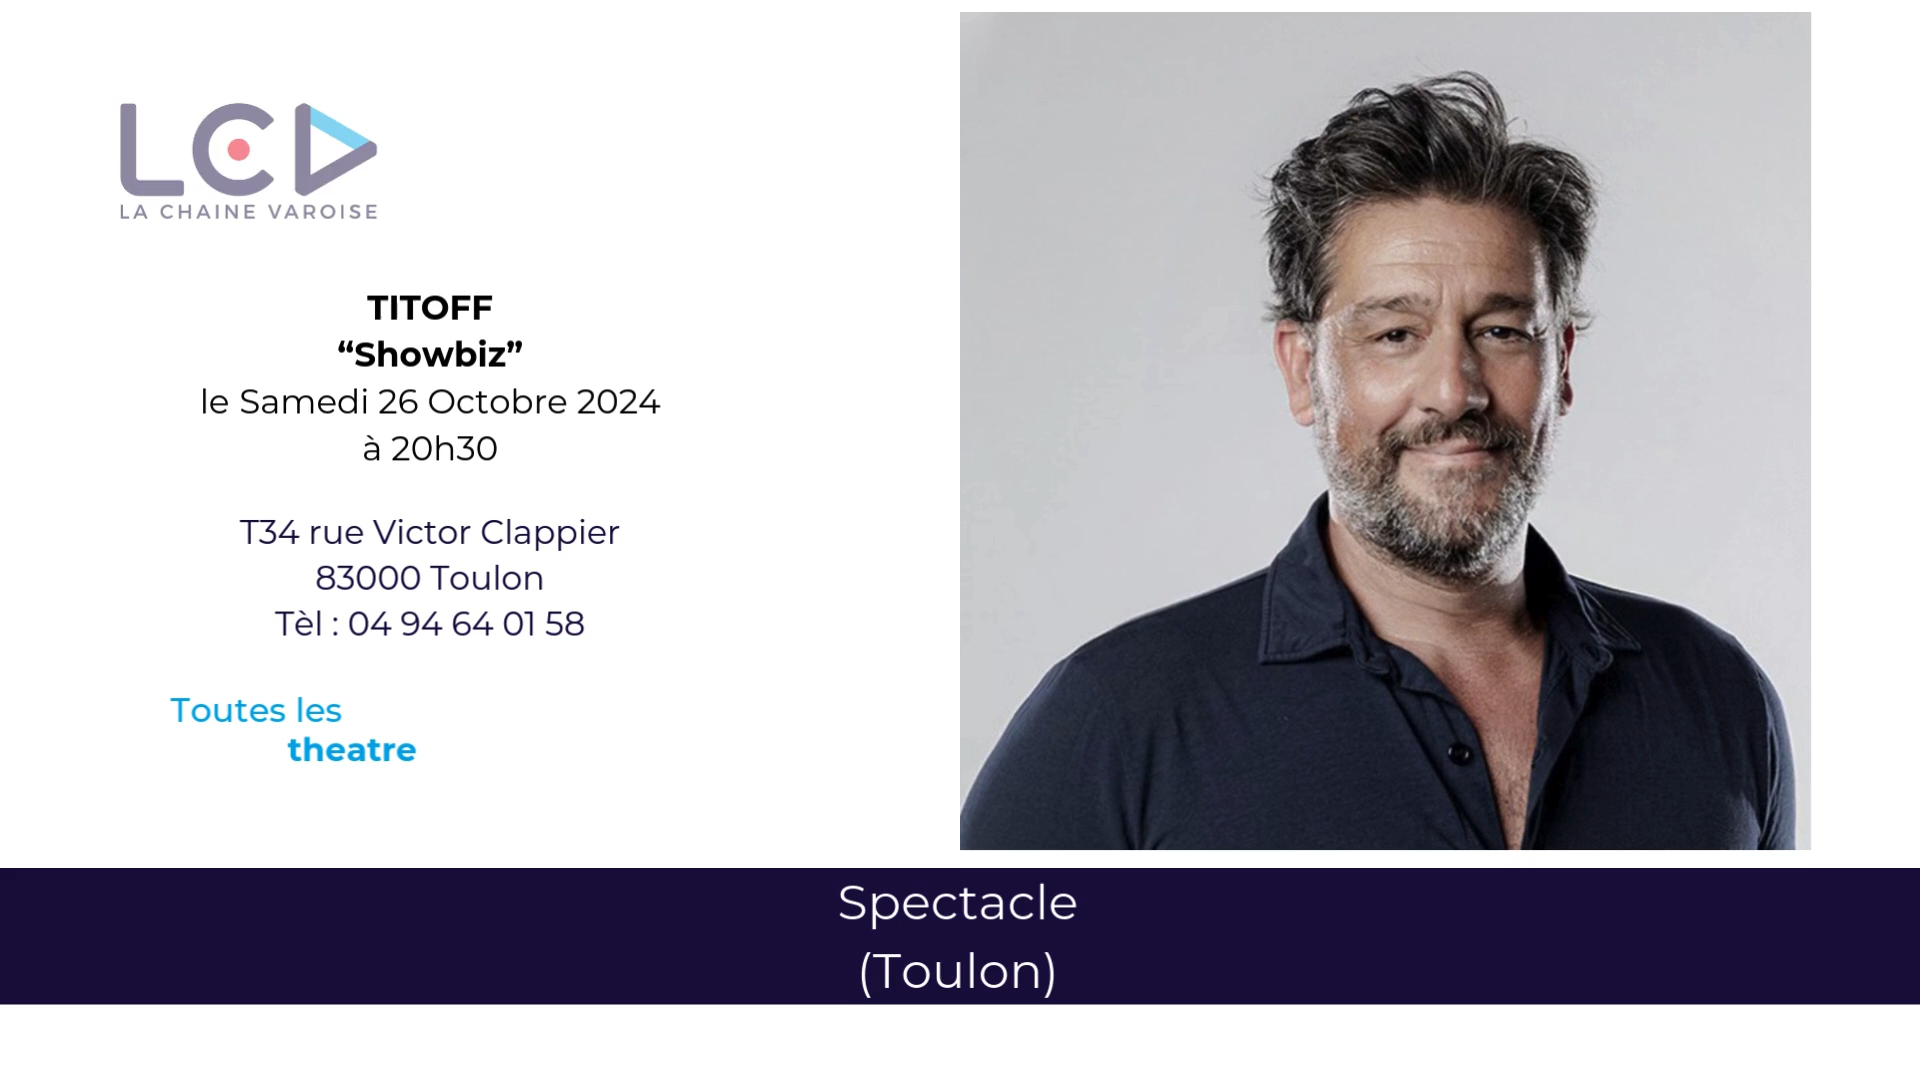 LCD
LA CHAINE VAROISE
TITOFF
“Showbiz”
le Samedi 26 Octobre 2024
à 20h30
T34 rue Victor Clappier
83000 Toulon
Tèl : 04 94 64 01 58
Toutes les
theatre
Spectacle
(Toulon)